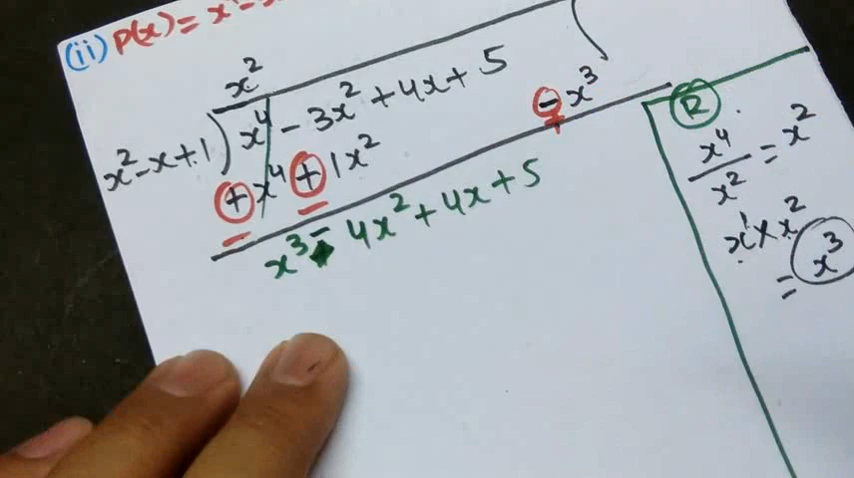 (ii) P(x) = x
x²
x² - x + 1 ) x⁴ - 3x² + 4x + 5
+ x⁴ + 1x² - x³
- - +
x³ - 4x² + 4x + 5
R
x⁴/x² = x²
x¹ × x²
= x³